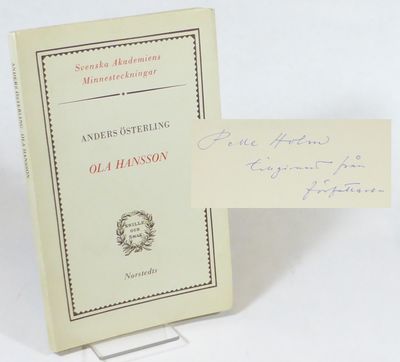 ANDERS ÖSTERLING: OLA HANSSON
Svenska Akademiens
Minnesteckningar
ANDERS ÖSTERLING
OLA HANSSON
SNILLE
OCH
SMAK
Norstedts
Pelle Holm
från
författaren